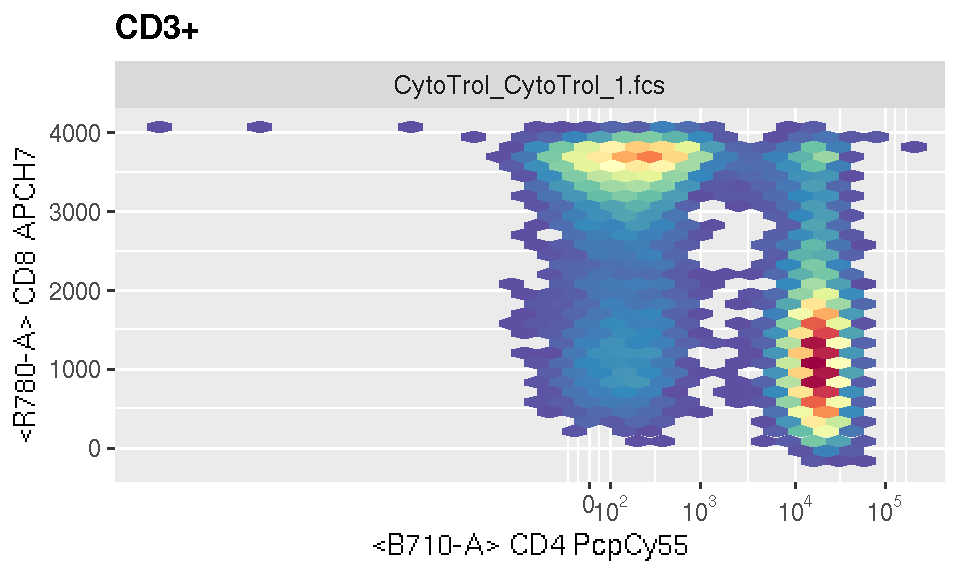 CD3+
CytoTrol_CytoTrol_1.fcs
<R780-A> CD8 APCH7
4000
3000
2000
1000
0
0 10² 10³ 10⁴ 10⁵
<B710-A> CD4 PcpCy55